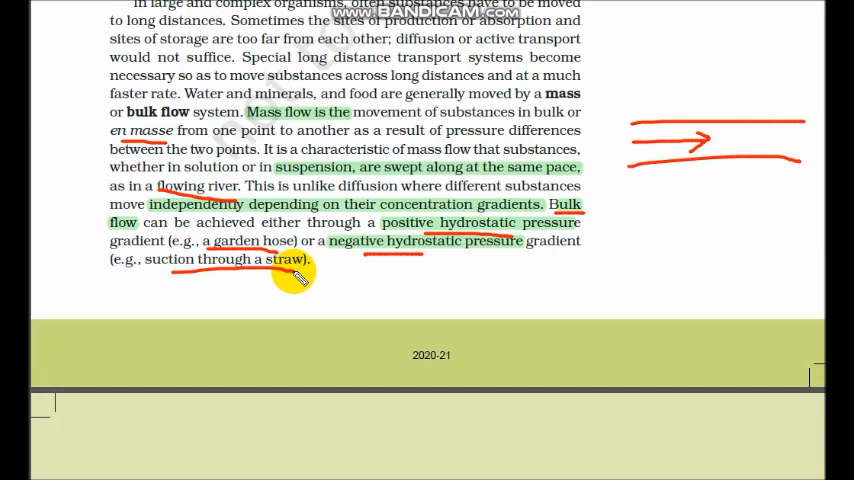 In large and complex organisms, often substances have to be moved
www.BANDICAM.com
to long distances. Sometimes the sites of production or absorption and
sites of storage are too far from each other; diffusion or active transport
would not suffice. Special long distance transport systems become
necessary so as to move substances across long distances and at a much
faster rate. Water and minerals, and food are generally moved by a mass
or bulk flow system. Mass flow is the movement of substances in bulk or
en masse from one point to another as a result of pressure differences
between the two points. It is a characteristic of mass flow that substances,
whether in solution or in suspension, are swept along at the same pace,
as in a flowing river. This is unlike diffusion where different substances
move independently depending on their concentration gradients. Bulk
flow can be achieved either through a positive hydrostatic pressure
gradient (e.g., a garden hose) or a negative hydrostatic pressure gradient
(e.g., suction through a straw).
2020-21